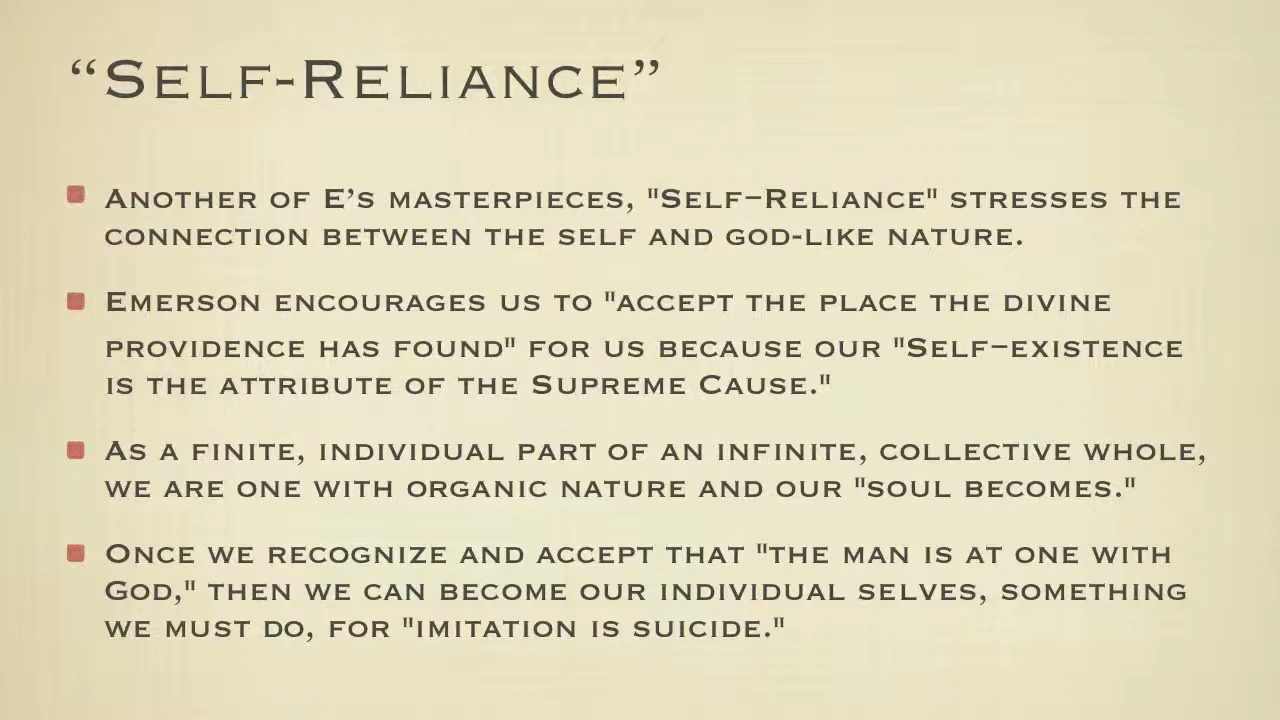 “Self-Reliance”
Another of E’s masterpieces, "Self-Reliance" stresses the
connection between the self and god-like nature.
Emerson encourages us to "accept the place the divine
providence has found" for us because our "Self-existence
is the attribute of the Supreme Cause."
As a finite, individual part of an infinite, collective whole,
we are one with organic nature and our "soul becomes."
Once we recognize and accept that "the man is at one with
God," then we can become our individual selves, something
we must do, for "imitation is suicide."